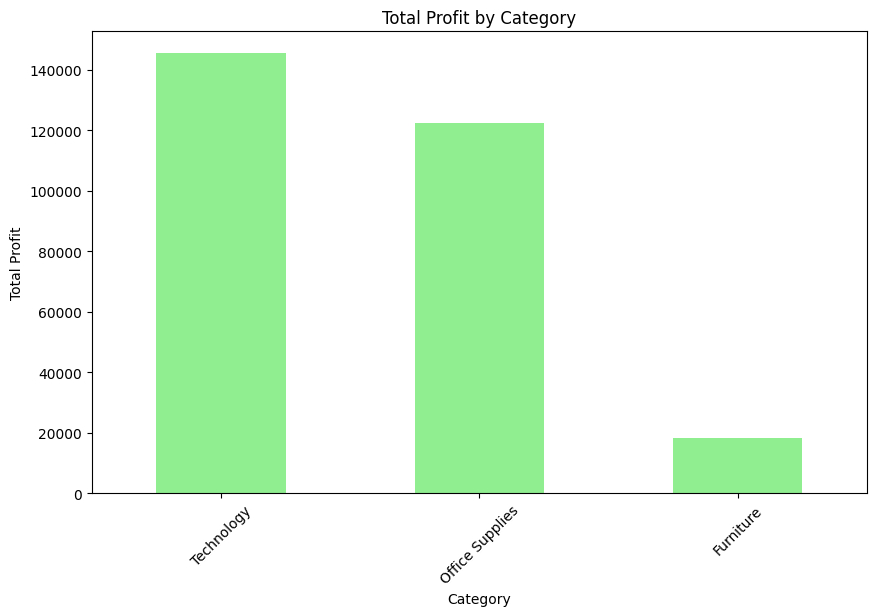 Total Profit by Category
Total Profit
140000
120000
100000
80000
60000
40000
20000
0
Technology
Office Supplies
Furniture
Category